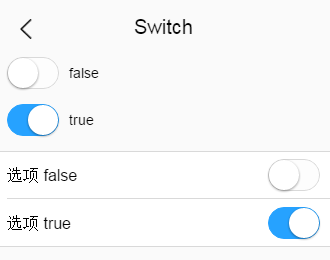 Switch
false
true
选项 false
选项 true